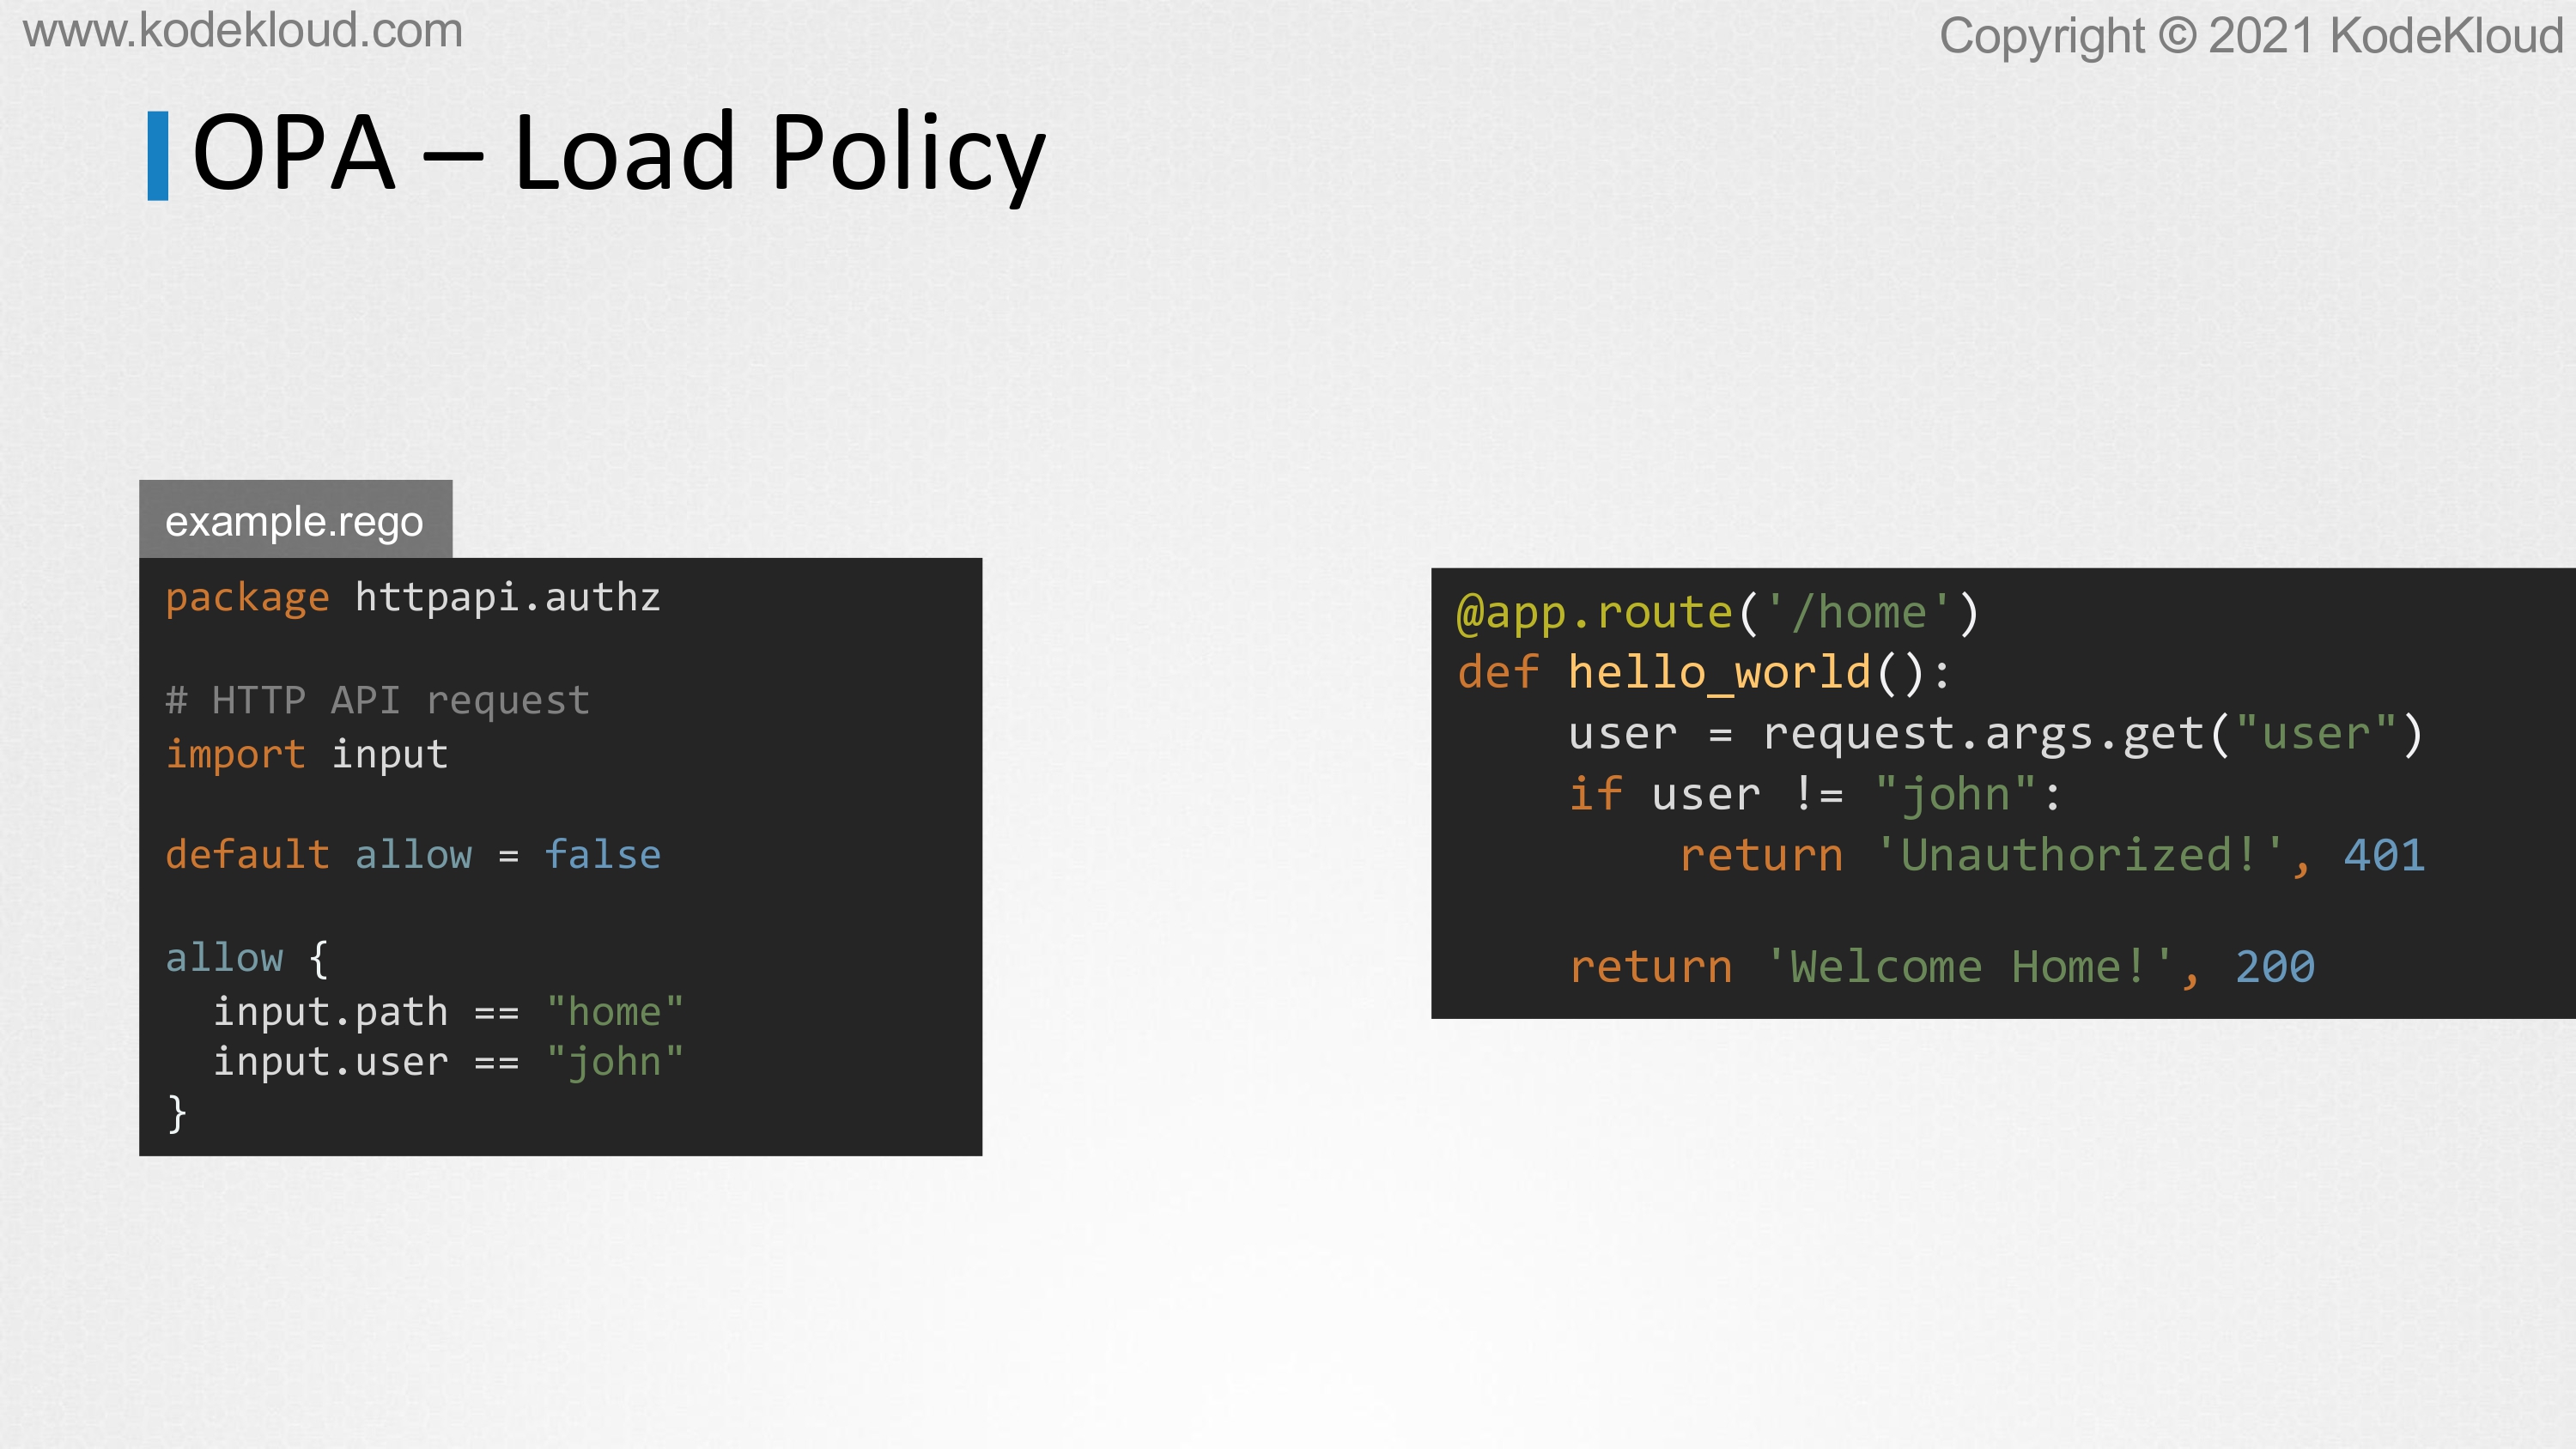 www.kodekloud.com
Copyright © 2021 KodeKloud
OPA – Load Policy
example.rego
package httpapi.authz
# HTTP API request
import input
default allow = false
allow {
  input.path == "home"
  input.user == "john"
}
@app.route('/home')
def hello_world():
    user = request.args.get("user")
    if user != "john":
        return 'Unauthorized!', 401
    return 'Welcome Home!', 200